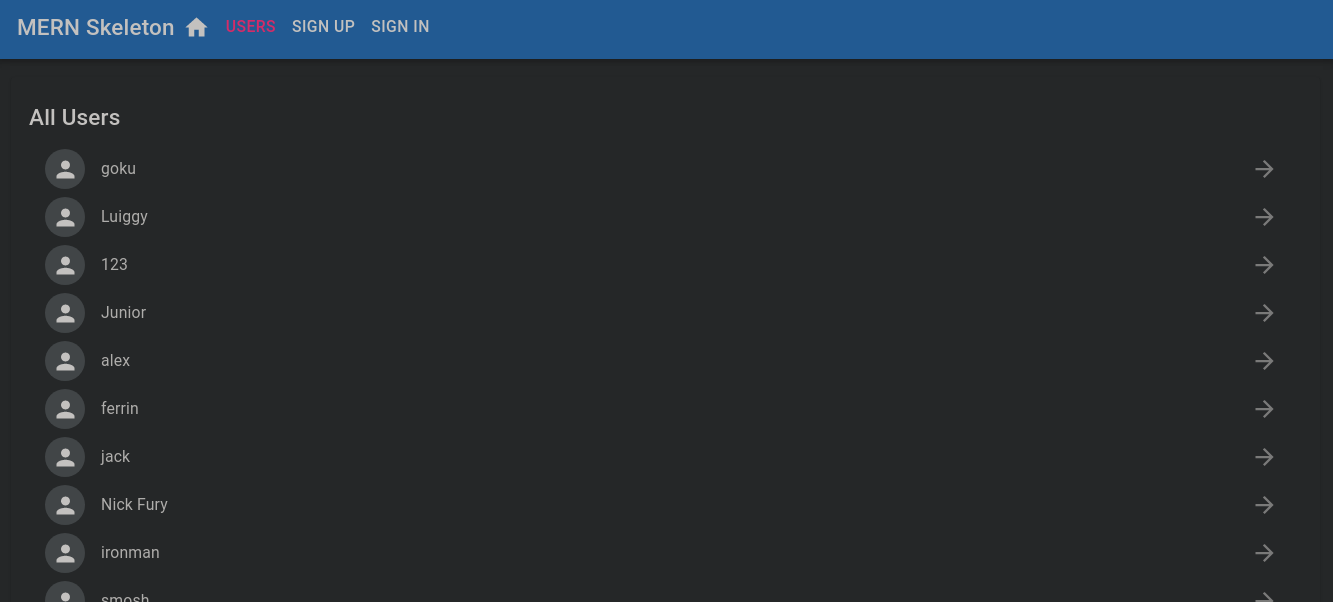 MERN Skeleton USERS SIGN UP SIGN IN
All Users
goku
Luiggy
123
Junior
alex
ferrin
jack
Nick Fury
ironman
smosh